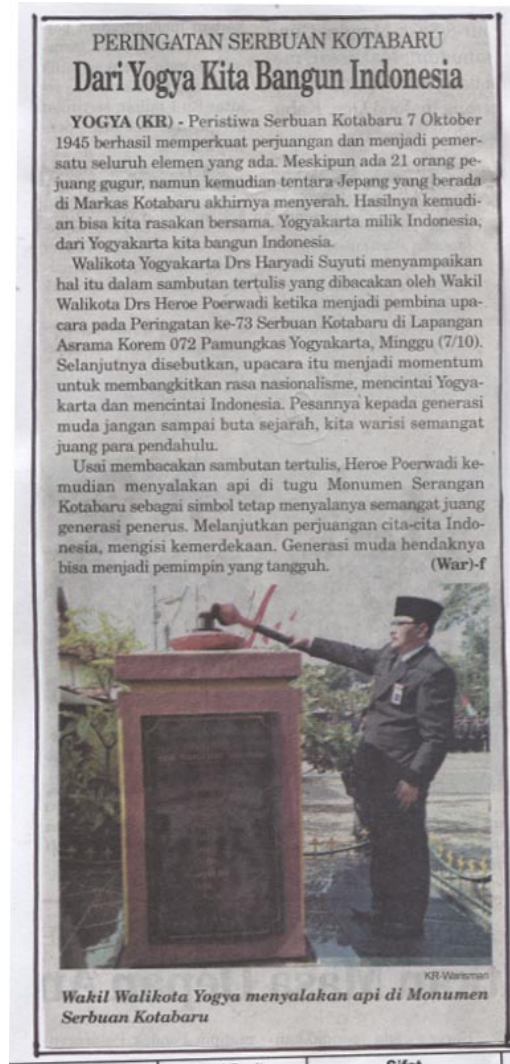 PERINGATAN SERBUAN KOTABARU
Dari Yogya Kita Bangun Indonesia
YOGYA (KR) - Peristiwa Serbuan Kotabaru 7 Oktober
1945 berhasil memperkuat perjuangan dan menjadi pemer-
satu seluruh elemen yang ada. Meskipun ada 21 orang pe-
juang gugur, namun kemudian tentara Jepang yang berada
di Markas Kotabaru akhirnya menyerah. Hasilnya kemudi-
an bisa kita rasakan bersama. Yogyakarta milik Indonesia,
dari Yogyakarta kita bangun Indonesia.
Walikota Yogyakarta Drs Haryadi Suyuti menyampaikan
hal itu dalam sambutan tertulis yang dibacakan oleh Wakil
Walikota Drs Heroe Poerwadi ketika menjadi pembina upa-
cara pada Peringatan ke-73 Serbuan Kotabaru di Lapangan
Asrama Korem 072 Pamungkas Yogyakarta, Minggu (7/10).
Selanjutnya disebutkan, upacara itu menjadi momentum
untuk membangkitkan rasa nasionalisme, mencintai Yogya-
karta dan mencintai Indonesia. Pesannya kepada generasi
muda jangan sampai buta sejarah, kita warisi semangat
juang para pendahulu.
Usai membacakan sambutan tertulis, Heroe Poerwadi ke-
mudian menyalakan api di tugu Monumen Serangan
Kotabaru sebagai simbol tetap menyalanya semangat juang
generasi penerus. Melanjutkan perjuangan cita-cita Indo-
nesia, mengisi kemerdekaan. Generasi muda hendaknya
bisa menjadi pemimpin yang tangguh. (War)-f
KR-Warisman
Wakil Walikota Yogya menyalakan api di Monumen
Serbuan Kotabaru